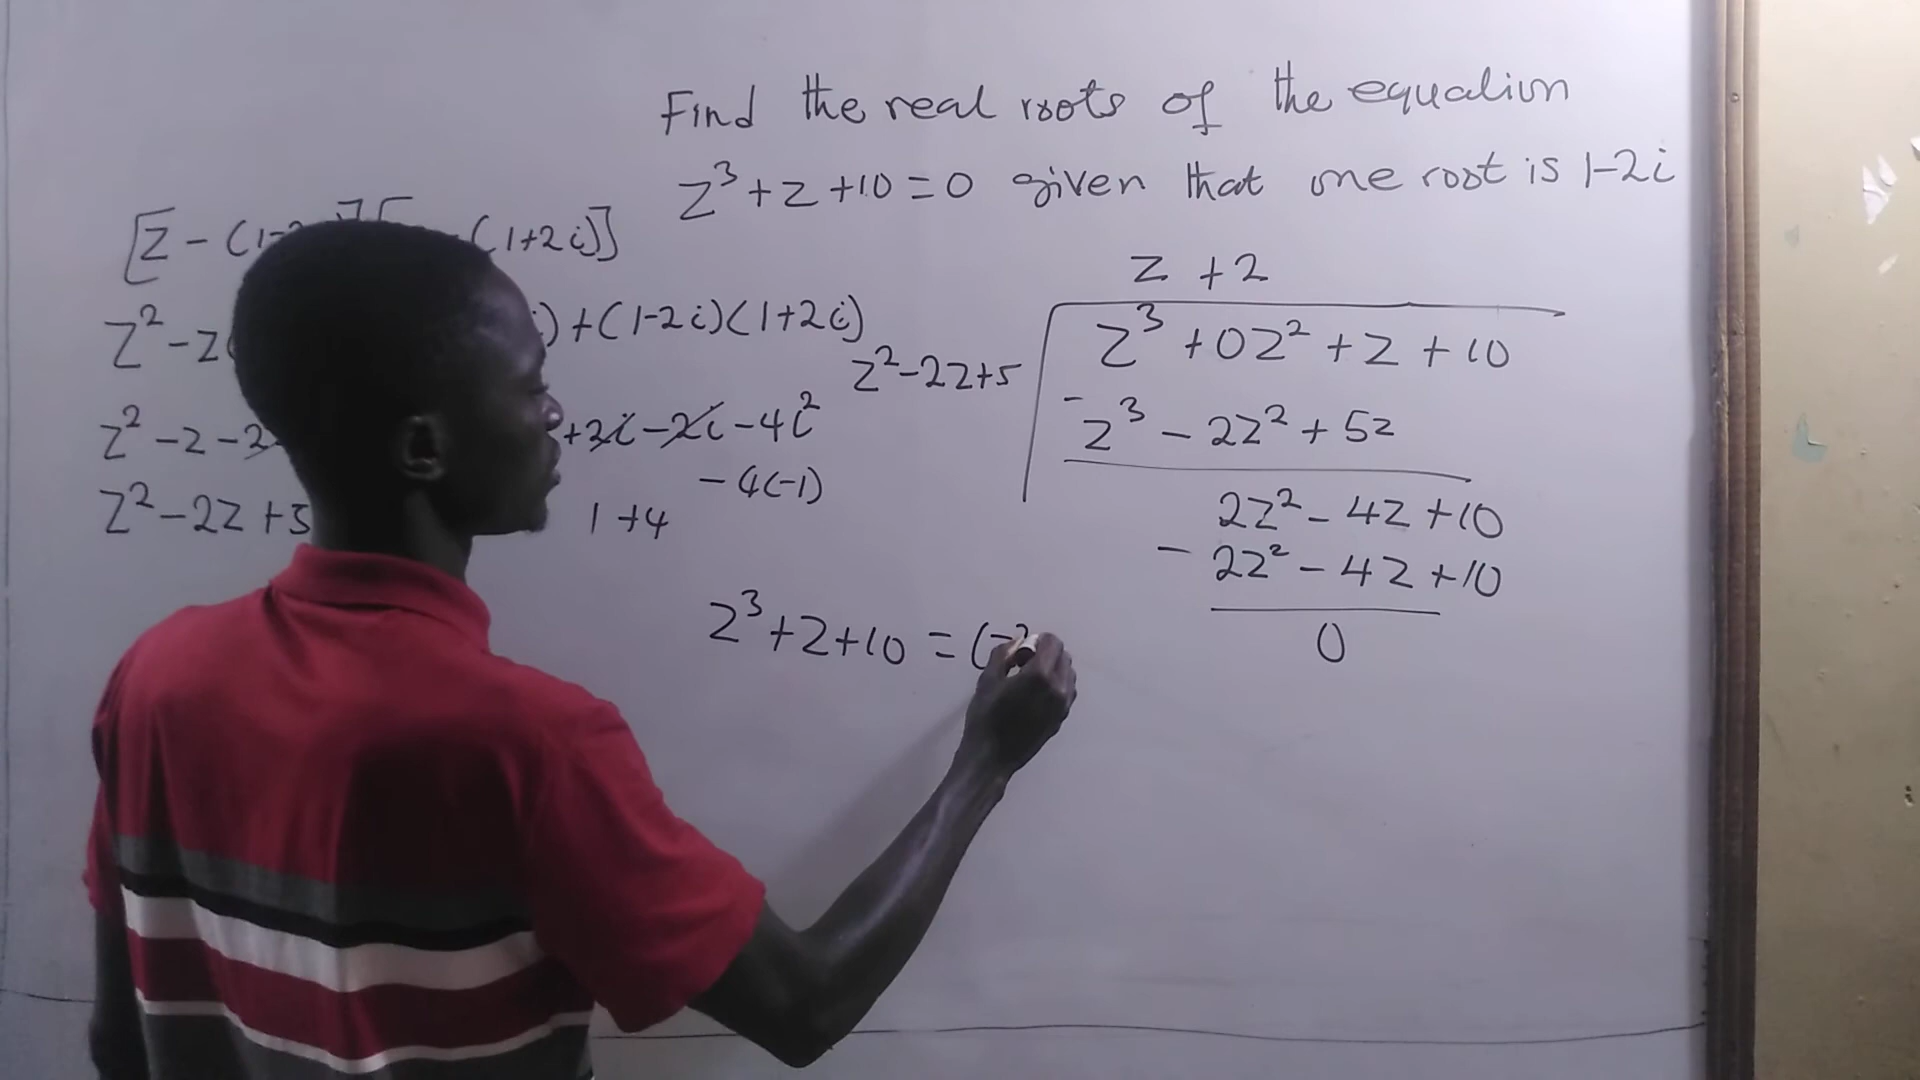 Find the real roots of the equation
Z³ + Z + 10 = 0 given that one root is 1-2i
[Z - (1-2 ][ - (1+2i)]
Z² - Z( i) + (1-2i)(1+2i)
Z² - Z - 2 +2i - 2i - 4i²
- 4(-1)
Z² - 2Z + 5 1 + 4
Z + 2
Z² - 2Z + 5 Z³ + 0Z² + Z + 10
- Z³ - 2Z² + 5Z
2Z² - 4Z + 10
- 2Z² - 4Z + 10
0
Z³ + Z + 10 = (Z²